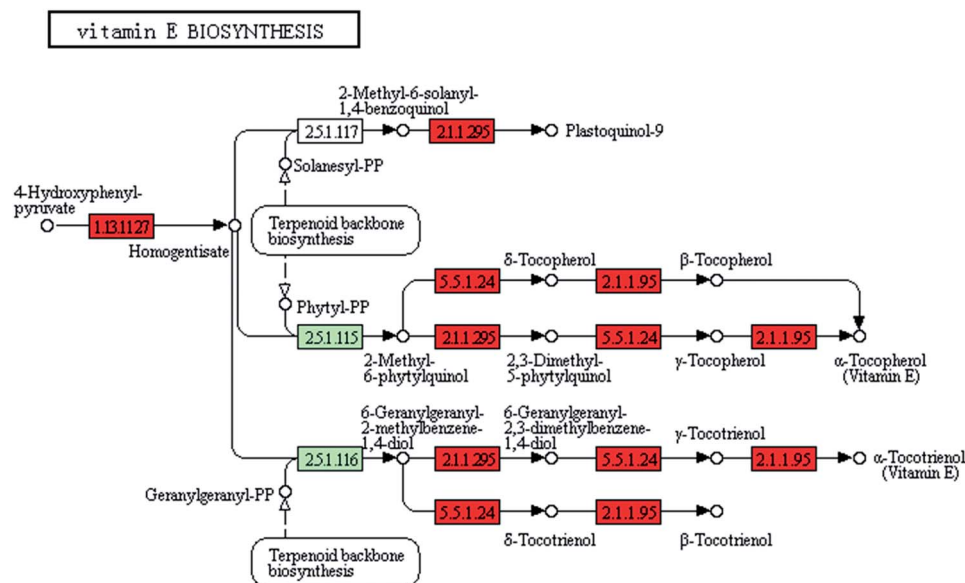 vitamin E BIOSYNTHESIS
2-Methyl-6-solanyl-
1,4-benzoquinol
2.5.1.117
2.1.1.295
Plastoquinol-9
Solanesyl-PP
4-Hydroxyphenyl-
pyruvate
1.13.11.27
Homogentisate
Terpenoid backbone
biosynthesis
δ-Tocopherol
β-Tocopherol
5.5.1.24
2.1.1.95
Phytyl-PP
2.5.1.115
2.1.1.295
5.5.1.24
2.1.1.95
2-Methyl-
6-phytylquinol
2,3-Dimethyl-
5-phytylquinol
γ-Tocopherol
α-Tocopherol
(Vitamin E)
6-Geranylgeranyl-
2-methylbenzene-
1,4-diol
6-Geranylgeranyl-
2,3-dimethylbenzene-
1,4-diol
γ-Tocotrienol
2.5.1.116
2.1.1.295
5.5.1.24
2.1.1.95
α-Tocotrienol
(Vitamin E)
Geranylgeranyl-PP
5.5.1.24
2.1.1.95
δ-Tocotrienol
β-Tocotrienol
Terpenoid backbone
biosynthesis